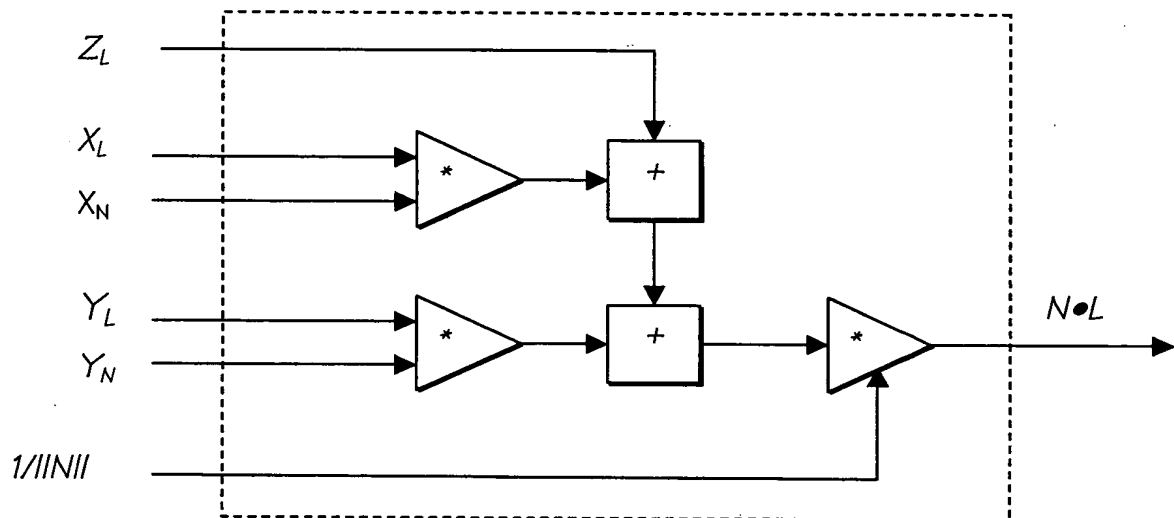 Z_L
X_L
*
+
X_N
Y_L
*
+
*
N•L
Y_N
1/||N||